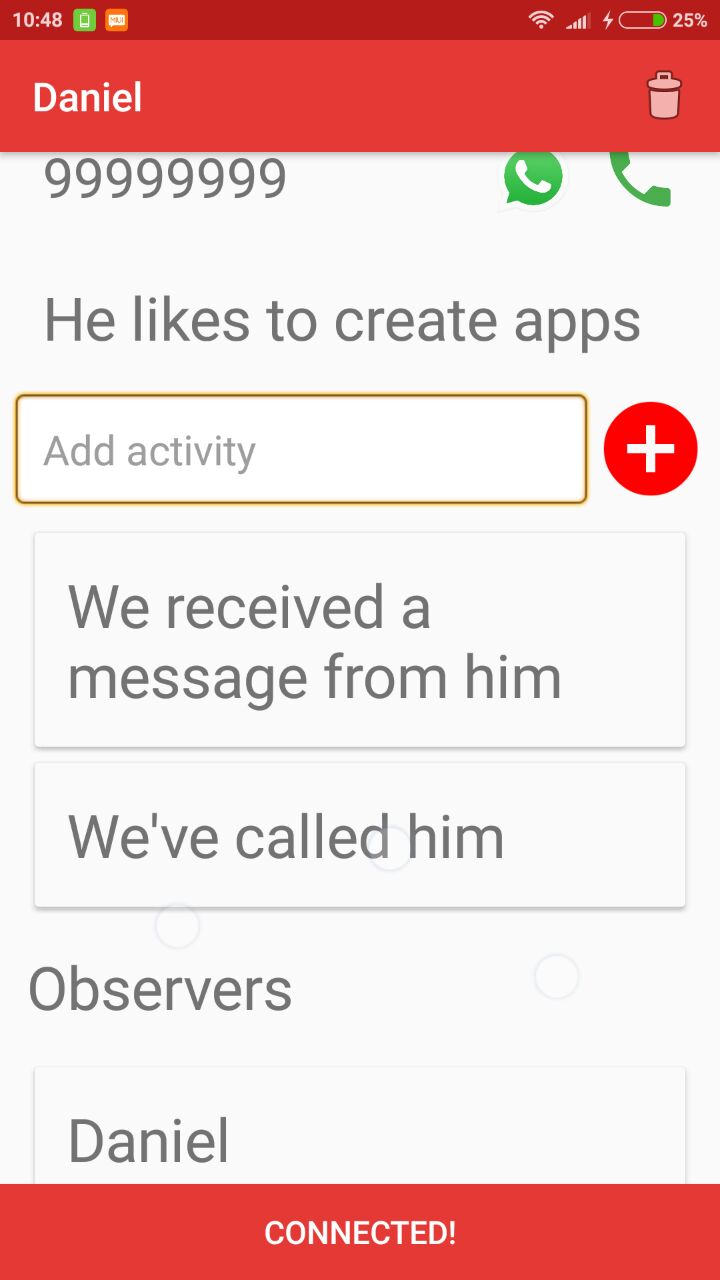 10:48
MIUI
25%
Daniel
99999999
He likes to create apps
Add activity
We received a
message from him
We've called him
Observers
Daniel
CONNECTED!